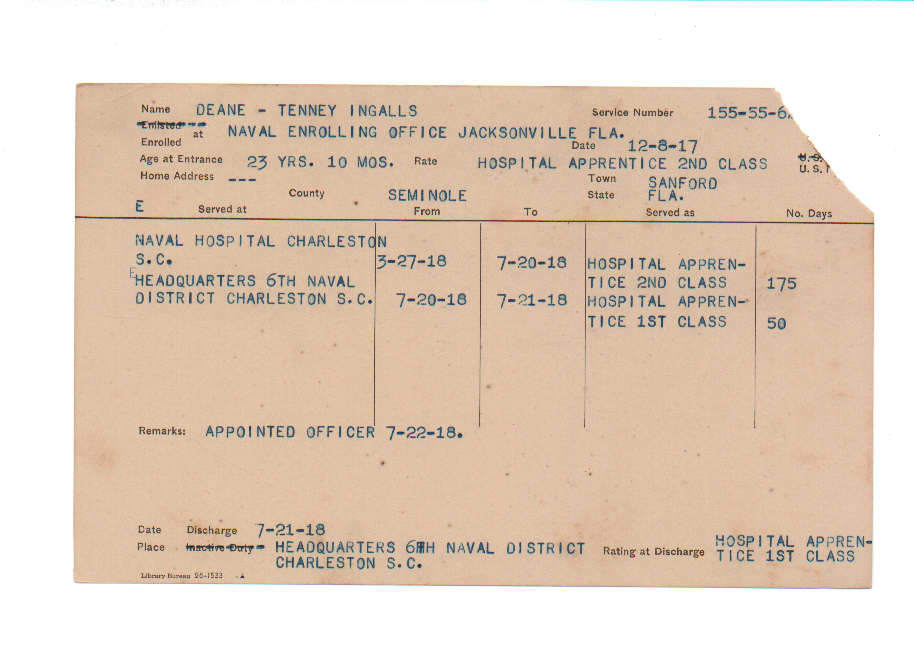 Name DEANE - TENNEY INGALLS Service Number 155-55-6
Enlisted
at NAVAL ENROLLING OFFICE JACKSONVILLE FLA.
Enrolled Date 12-8-17
Age at Entrance 23 YRS. 10 MOS. Rate HOSPITAL APPRENTICE 2ND CLASS U.S.
Home Address --- Town SANFORD U.S.
County SEMINOLE State FLA.
E Served at From To Served as No. Days
NAVAL HOSPITAL CHARLESTON
S.C. 3-27-18 7-20-18 HOSPITAL APPREN-
E HEADQUARTERS 6TH NAVAL TICE 2ND CLASS 175
DISTRICT CHARLESTON S.C. 7-20-18 7-21-18 HOSPITAL APPREN-
TICE 1ST CLASS 50
Remarks: APPOINTED OFFICER 7-22-18.
Date Discharge 7-21-18
Place Inactive Duty HEADQUARTERS 6TH NAVAL DISTRICT Rating at Discharge HOSPITAL APPREN-
CHARLESTON S.C. TICE 1ST CLASS
Library Bureau 26-1533 A